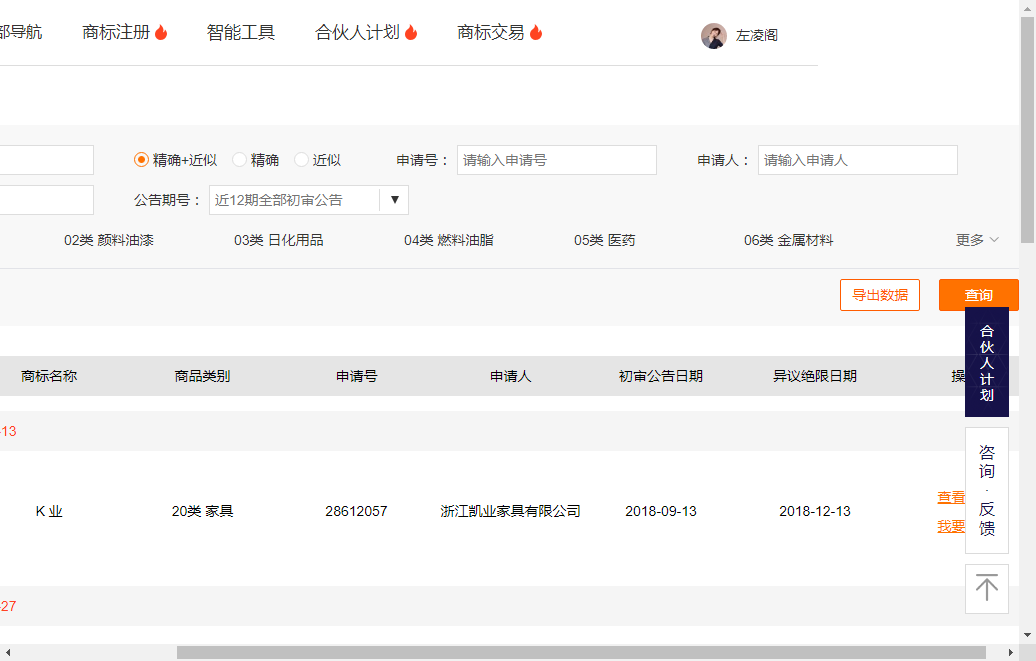 部导航 商标注册 智能工具 合伙人计划 商标交易 左凌阁
精确+近似 精确 近似 申请号： 请输入申请号 申请人： 请输入申请人
公告期号： 近12期全部初审公告 ▼
02类 颜料油漆 03类 日化用品 04类 燃料油脂 05类 医药 06类 金属材料 更多
导出数据 查询
合伙人计划
商标名称 商品类别 申请号 申请人 初审公告日期 异议绝限日期 操
-13
咨询·反馈
查看
K 业 20类 家具 28612057 浙江凯业家具有限公司 2018-09-13 2018-12-13
我要
-27